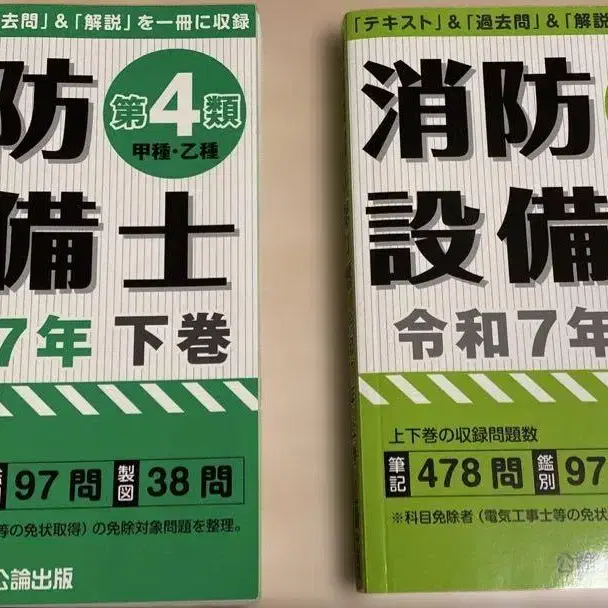 去問」&「解説」を一冊に収録
防
第4類
甲種・乙種
備士
7年 下巻
97問 製図 38問
等の免状取得）の免除対象問題を整理。
公論出版
「テキスト」&「過去問」&「解説
消防
設備
令和7年
上下巻の収録問題数
筆記 478問 鑑別 97
※科目免除者（電気工事士等の免状
公論